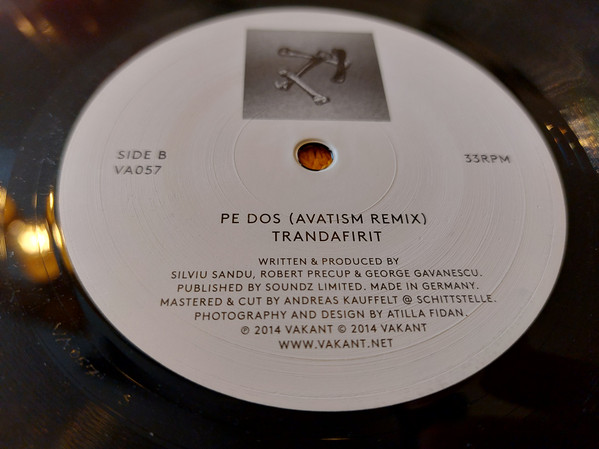 SIDE B
VA057
33RPM
PE DOS (AVATISM REMIX)
TRANDAFIRIT
WRITTEN & PRODUCED BY
SILVIU SANDU, ROBERT PRECUP & GEORGE GAVANESCU.
PUBLISHED BY SOUNDZ LIMITED. MADE IN GERMANY.
MASTERED & CUT BY ANDREAS KAUFFELT @ SCHITTSTELLE.
PHOTOGRAPHY AND DESIGN BY ATILLA FIDAN.
℗ 2014 VAKANT © 2014 VAKANT
WWW.VAKANT.NET